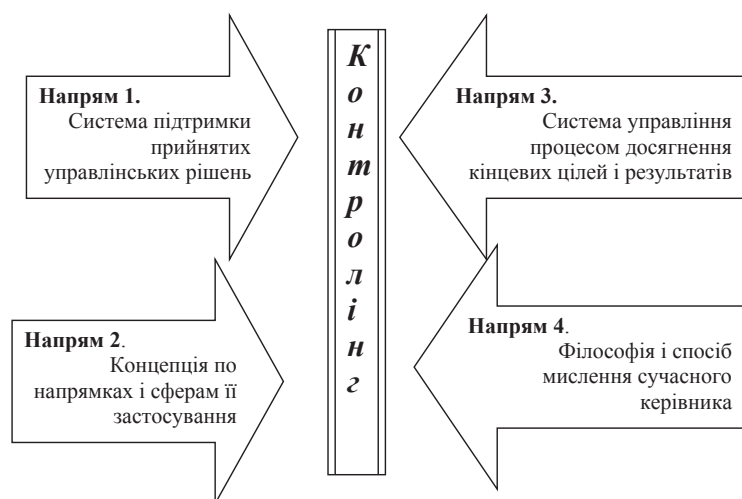 Напрям 1.
Система підтримки
прийнятих
управлінських рішень
Напрям 2.
Концепція по
напрямках і сферам її
застосування
Контролінг
Напрям 3.
Система управління
процесом досягнення
кінцевих цілей і результатів
Напрям 4.
Філософія і спосіб
мислення сучасного
керівника